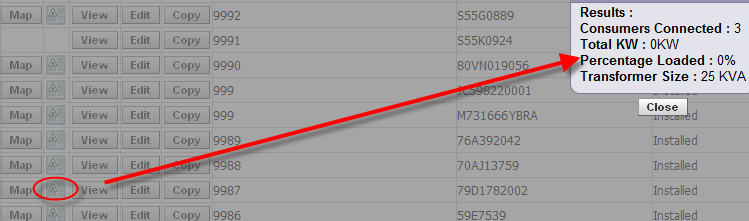 Map View Edit Copy 9992 S55G0889
View Edit Copy 9991 S55K0924
Map View Edit Copy 9990 80VN019056
Map View Edit Copy 999 JC598220001
Map View Edit Copy 999 M731666YBRA Installed
Map View Edit Copy 9989 76A392042 Installed
Map View Edit Copy 9988 70AJ13759 Installed
Map View Edit Copy 9987 79D1782002 Installed
Map View Edit Copy 9986 59E7539 Installed
Results :
Consumers Connected : 3
Total KW : 0KW
Percentage Loaded : 0%
Transformer Size : 25 KVA
Close